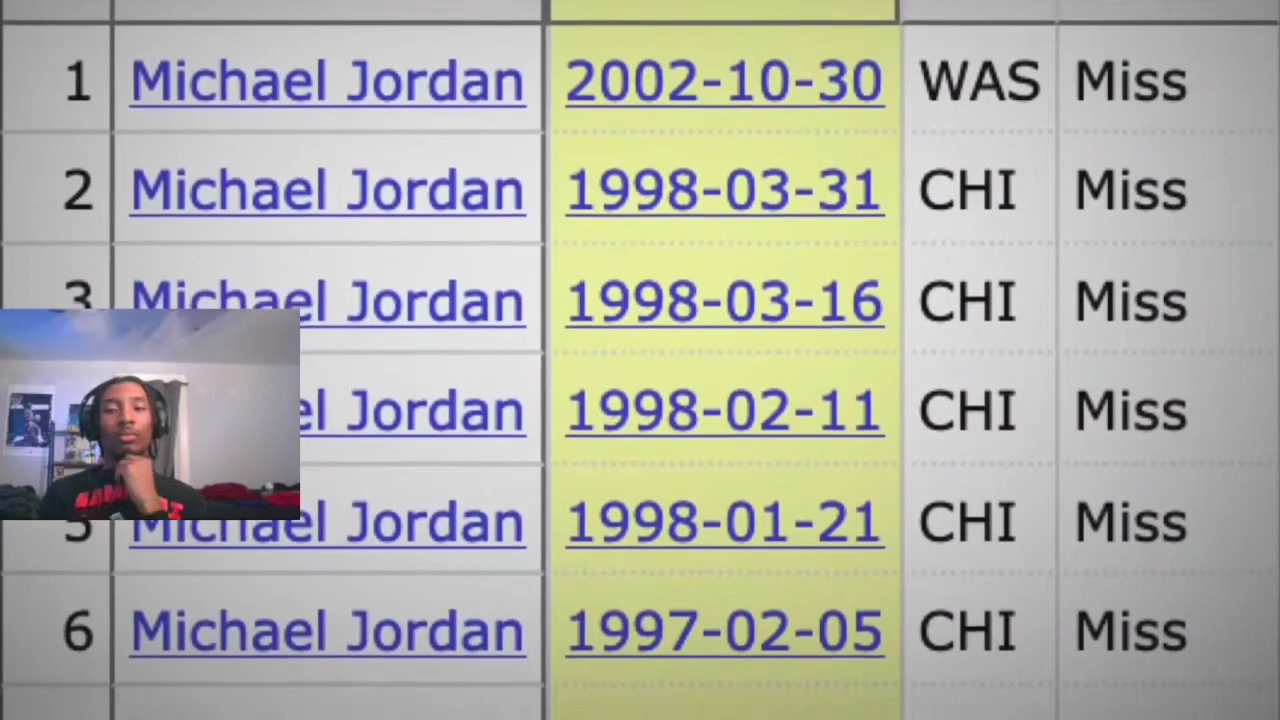 1 Michael Jordan 2002-10-30 WAS Miss
2 Michael Jordan 1998-03-31 CHI Miss
3 Michael Jordan 1998-03-16 CHI Miss
1998-02-11 CHI Miss
5 Michael Jordan 1998-01-21 CHI Miss
6 Michael Jordan 1997-02-05 CHI Miss